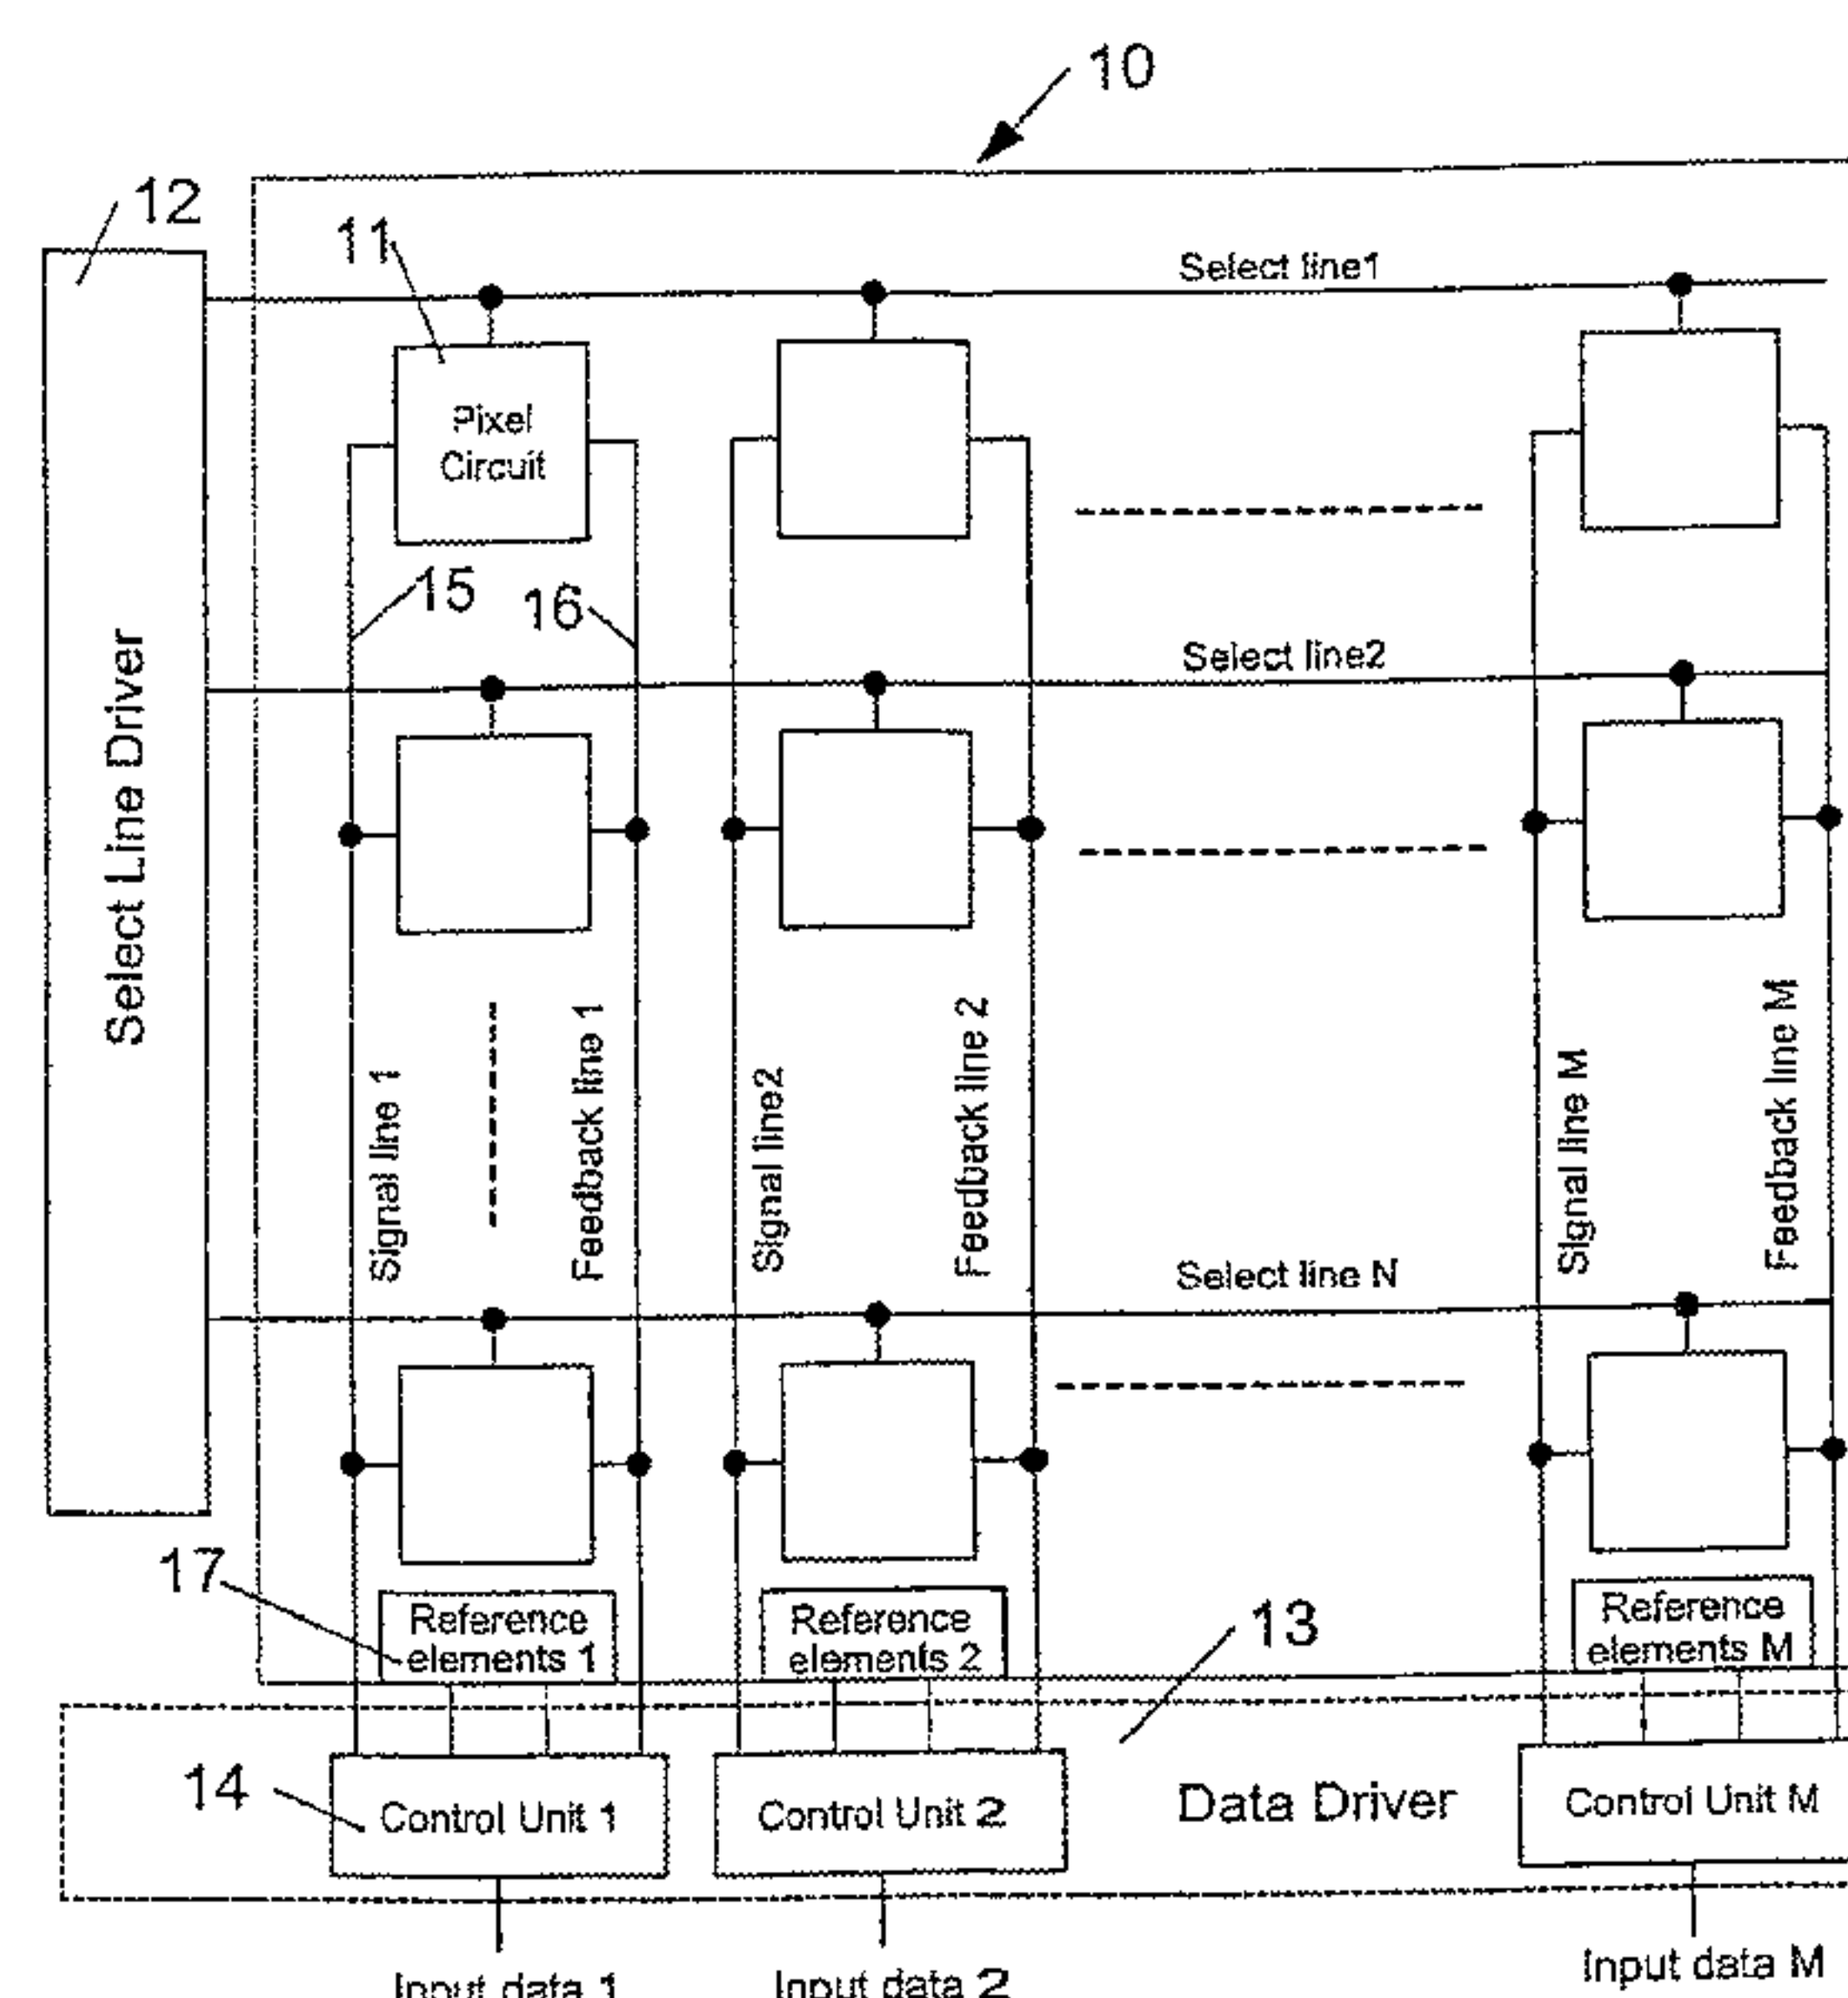 10
12
11
Select line1
Pixel
Circuit
15
16
Select line2
Select Line Driver
Signal line 1
Feedback line 1
Signal line2
Feedback line 2
Signal line M
Feedback line M
Select line N
17
Reference
elements 1
Reference
elements 2
Reference
elements M
13
14
Control Unit 1
Control Unit 2
Data Driver
Control Unit M
Input data 1
Input data 2
Input data M